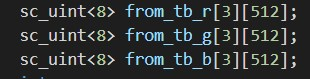 sc_uint<8> from_tb_r[3][512];
sc_uint<8> from_tb_g[3][512];
sc_uint<8> from_tb_b[3][512];